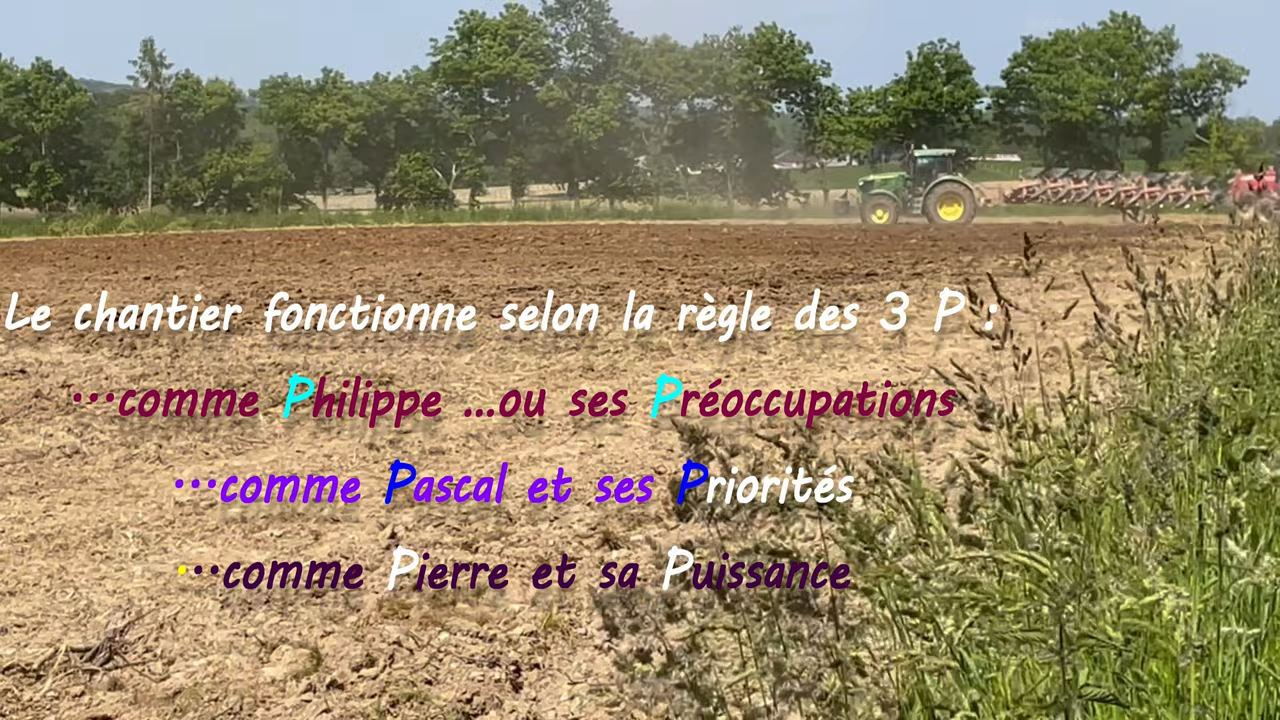 Le chantier fonctionne selon la règle des 3 P :
...comme Philippe ...ou ses Préoccupations
...comme Pascal et ses Priorités
...comme Pierre et sa Puissance